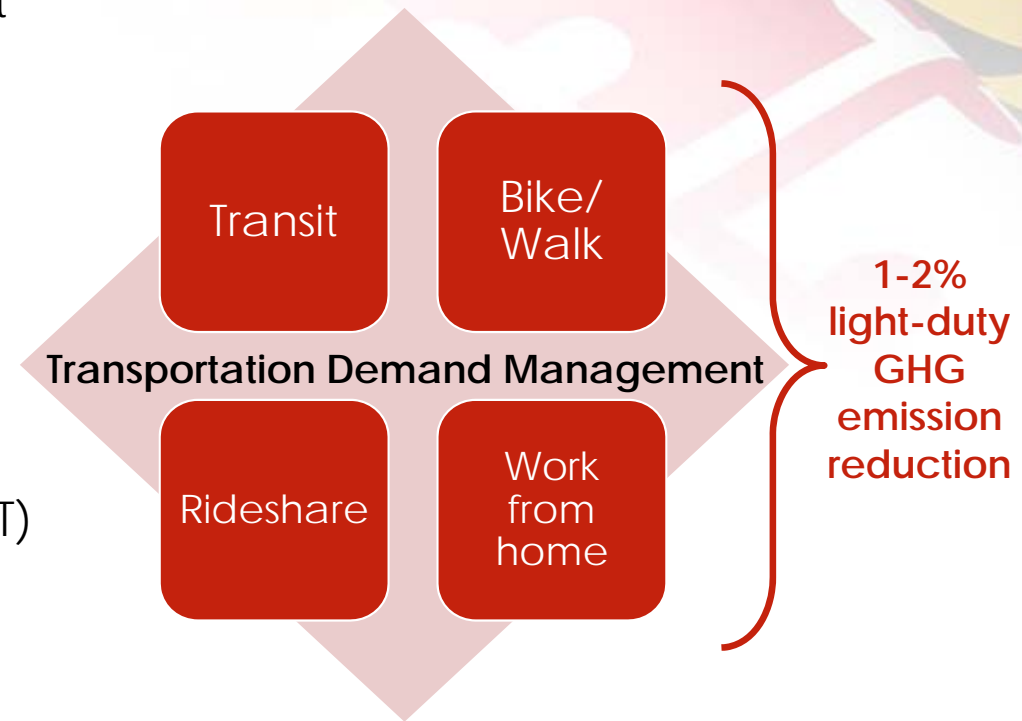 Transit
Bike/
Walk
Transportation Demand Management
Rideshare
Work
from
home
1-2%
light-duty
GHG
emission
reduction
T)